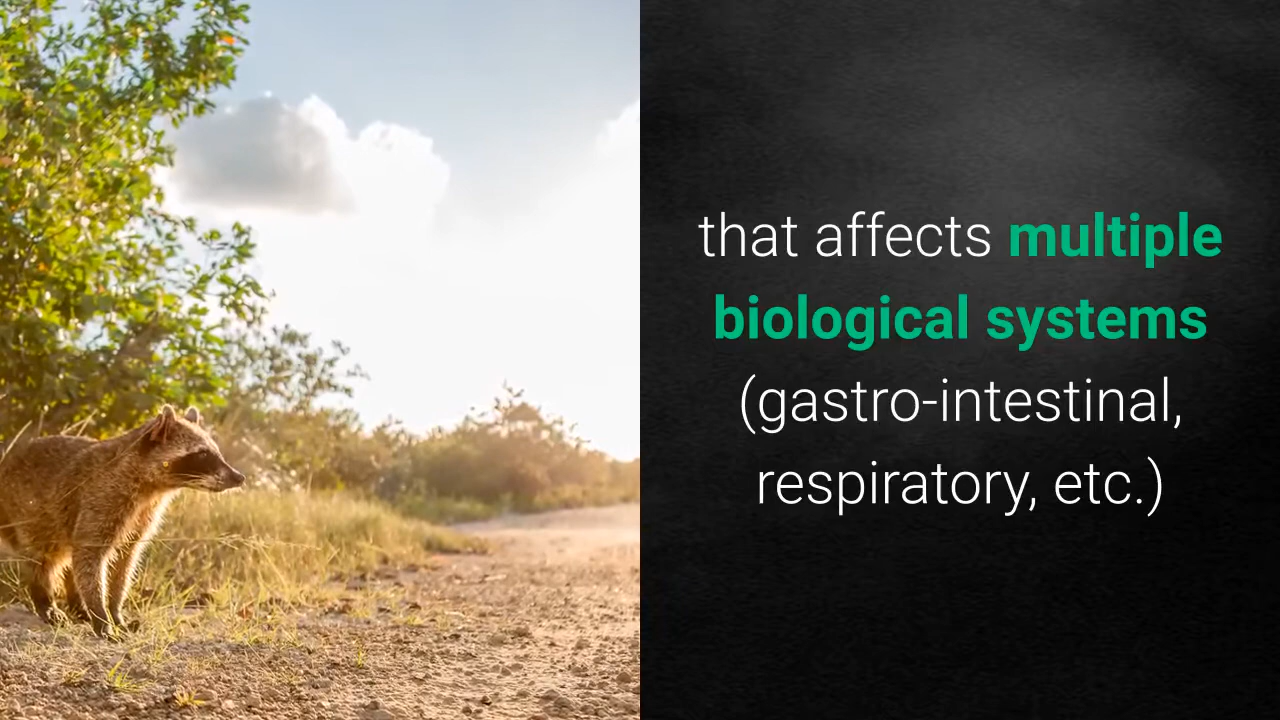 that affects multiple
biological systems
(gastro-intestinal,
respiratory, etc.)